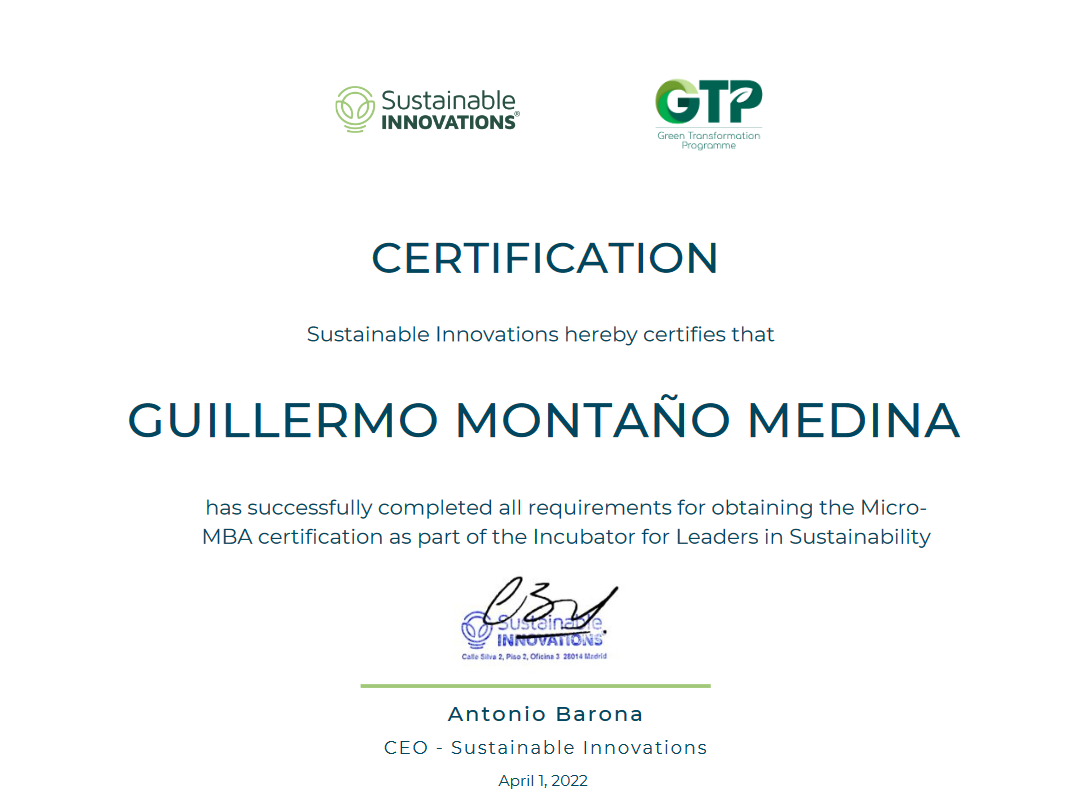 Sustainable
INNOVATIONS®
GTP
Green Transformation
Programme
CERTIFICATION
Sustainable Innovations hereby certifies that
GUILLERMO MONTAÑO MEDINA
has successfully completed all requirements for obtaining the Micro-
MBA certification as part of the Incubator for Leaders in Sustainability
Sustainable
INNOVATIONS
Calle Silva 2, Piso 2, Oficina 3 28014 Madrid
Antonio Barona
CEO - Sustainable Innovations
April 1, 2022